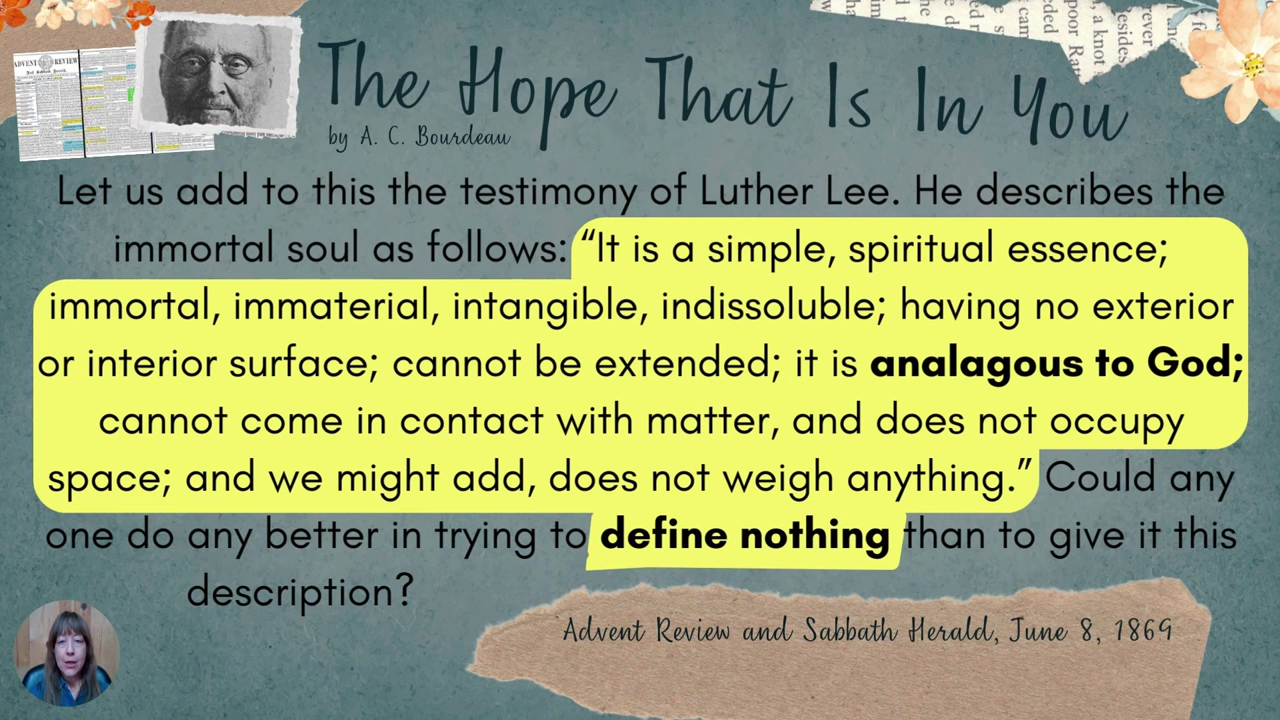 ADVENT REVIEW
The Hope That Is In You
by A. C. Bourdeau
Let us add to this the testimony of Luther Lee. He describes the
immortal soul as follows: “It is a simple, spiritual essence;
immortal, immaterial, intangible, indissoluble; having no exterior
or interior surface; cannot be extended; it is analagous to God;
cannot come in contact with matter, and does not occupy
space; and we might add, does not weigh anything.” Could any
one do any better in trying to define nothing than to give it this
description?
Advent Review and Sabbath Herald, June 8, 1869